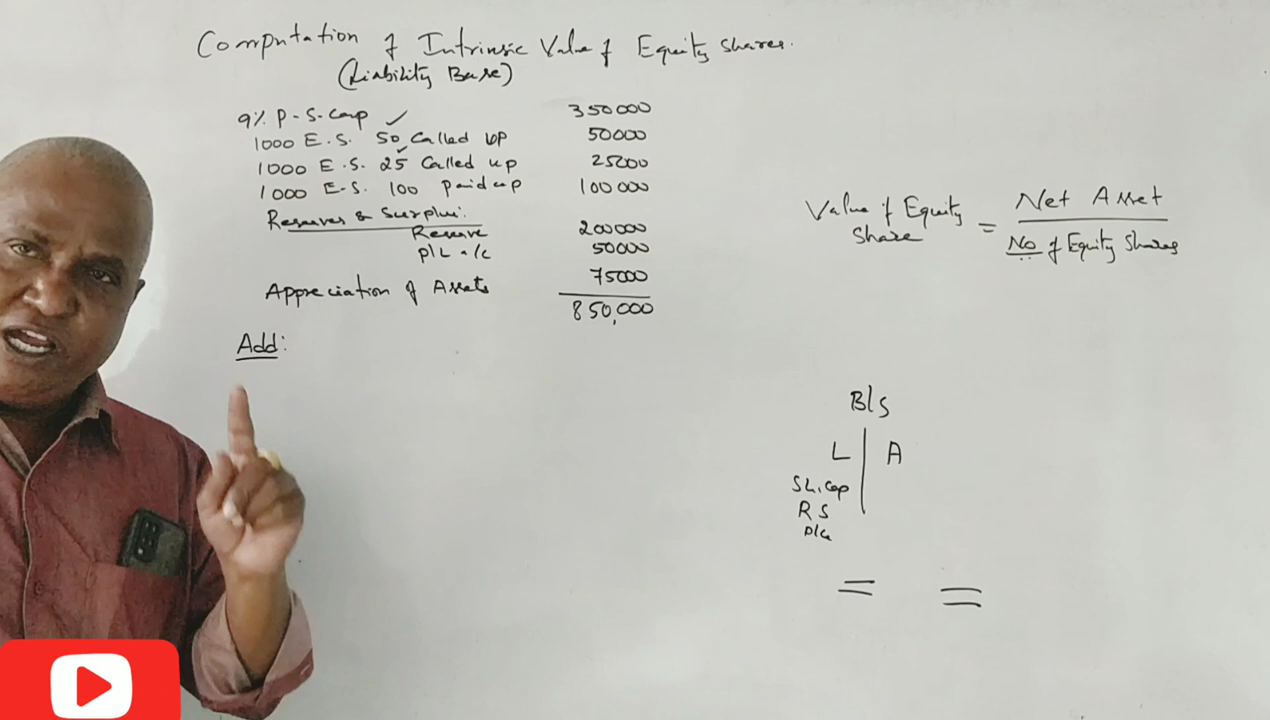 Computation of Intrinsic Value of Equity Shares.
(Liability Base)
9% P-S-Cap ✓ 350000
1000 E.S. 50 Called up 50000
1000 E.S. 25 Called up 25000
1000 E-S. 100 paid up 100000
Reserves & Surplus:
Reserve 200000
P/L a/c 50000
Appreciation of Assets 75000
850,000
Add:
Value of Equity Share = Net Asset / No of Equity Shares
B/S
L A
Sh. Cap
R S
= =